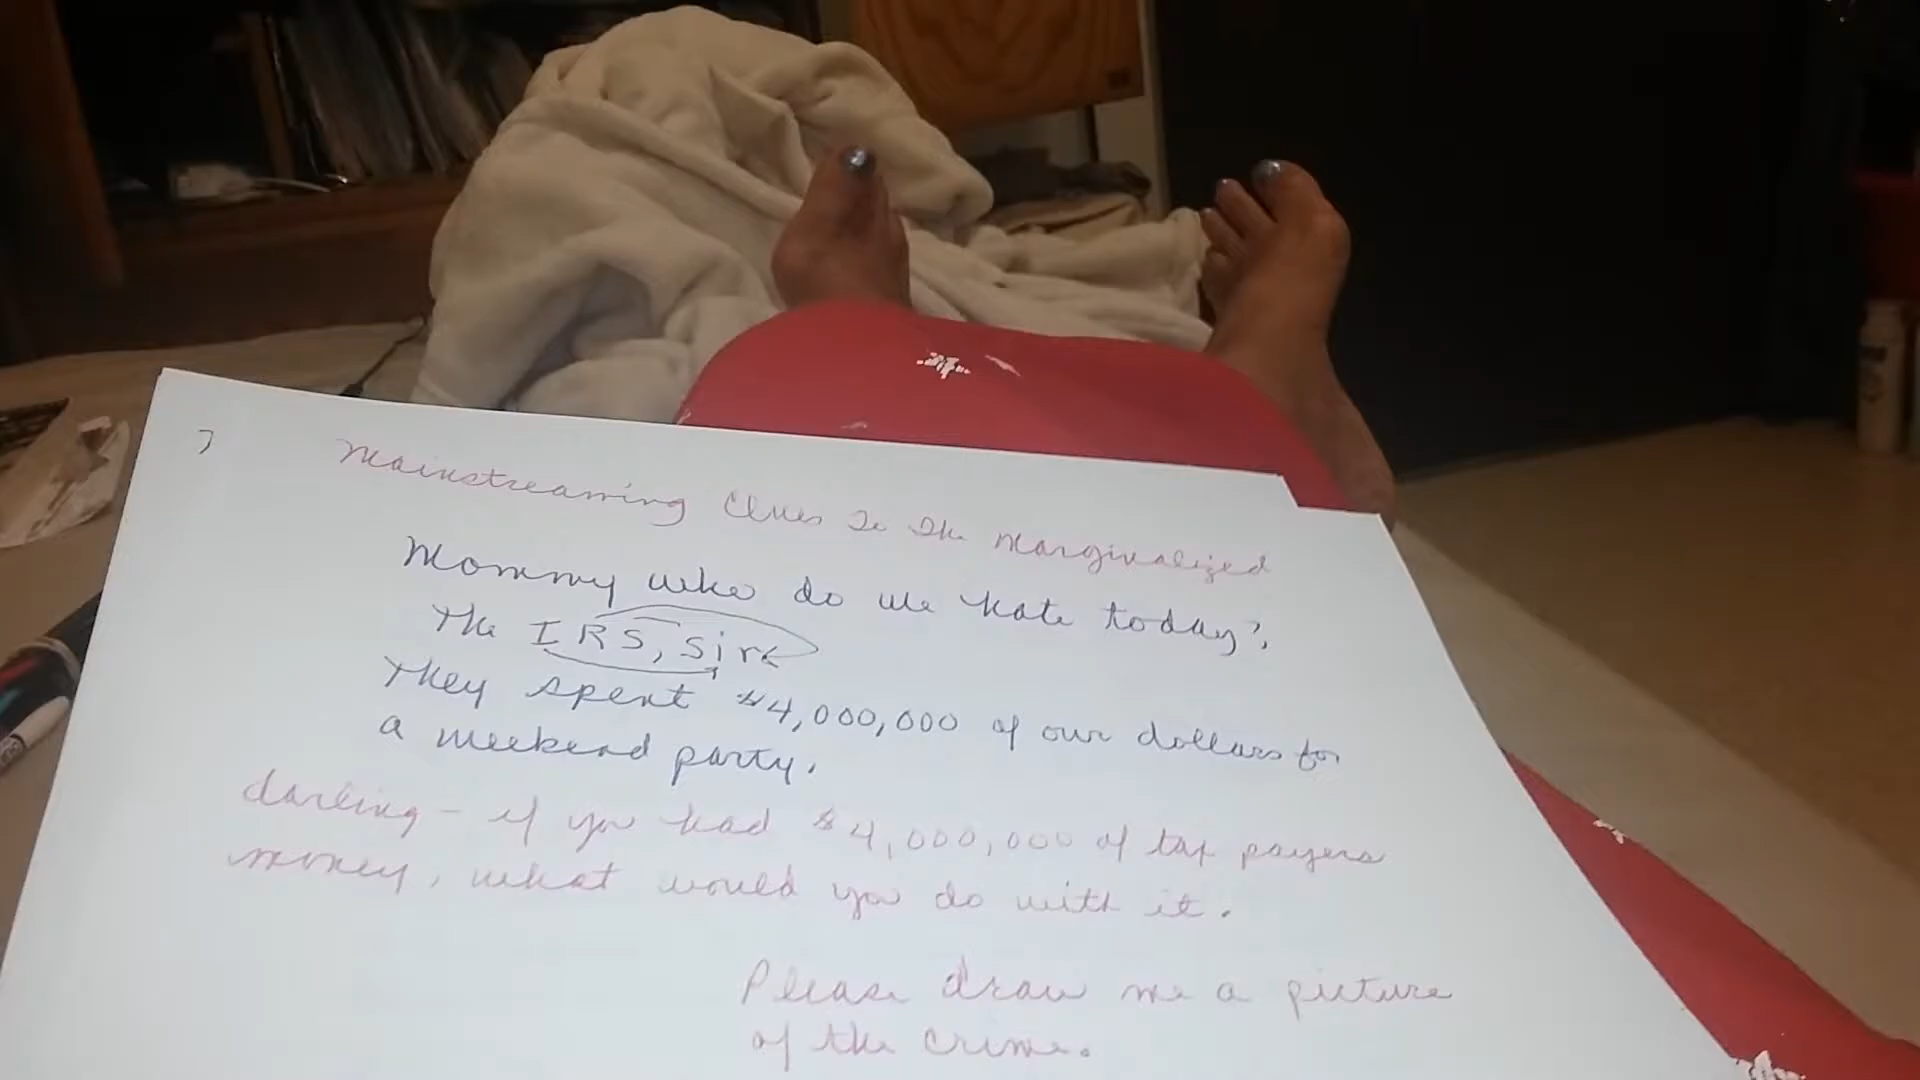 7
Mainstreaming Clues To The Marginalized
Mommy who do we hate today?,
The IRS, Sir
They spent $4,000,000 of our dollars for
a weekend party.
darling - if you had $4,000,000 of tax payers
money, what would you do with it.
Please draw me a picture
of the crime.